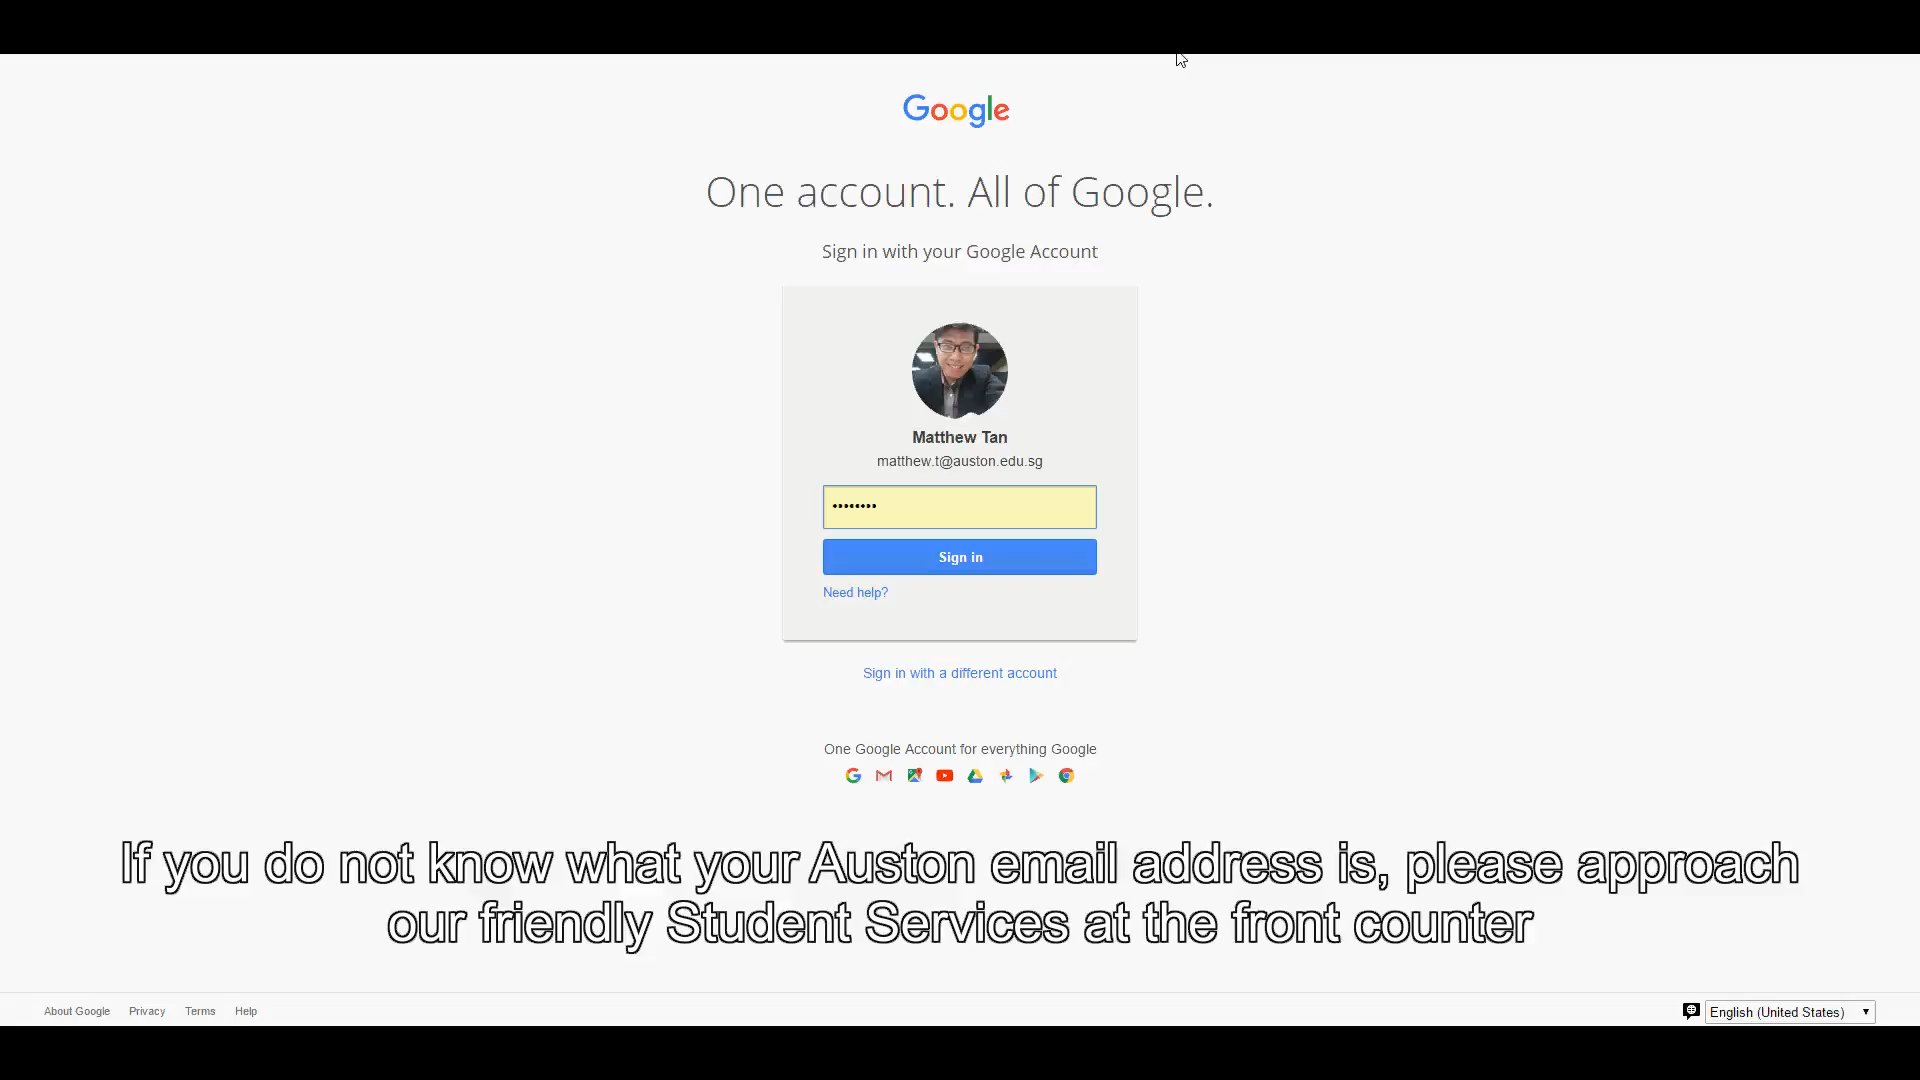 Google
One account. All of Google.
Sign in with your Google Account
Matthew Tan
matthew.t@auston.edu.sg
••••••••
Sign in
Need help?
Sign in with a different account
One Google Account for everything Google
If you do not know what your Auston email address is, please approach
our friendly Student Services at the front counter
About Google Privacy Terms Help
English (United States)